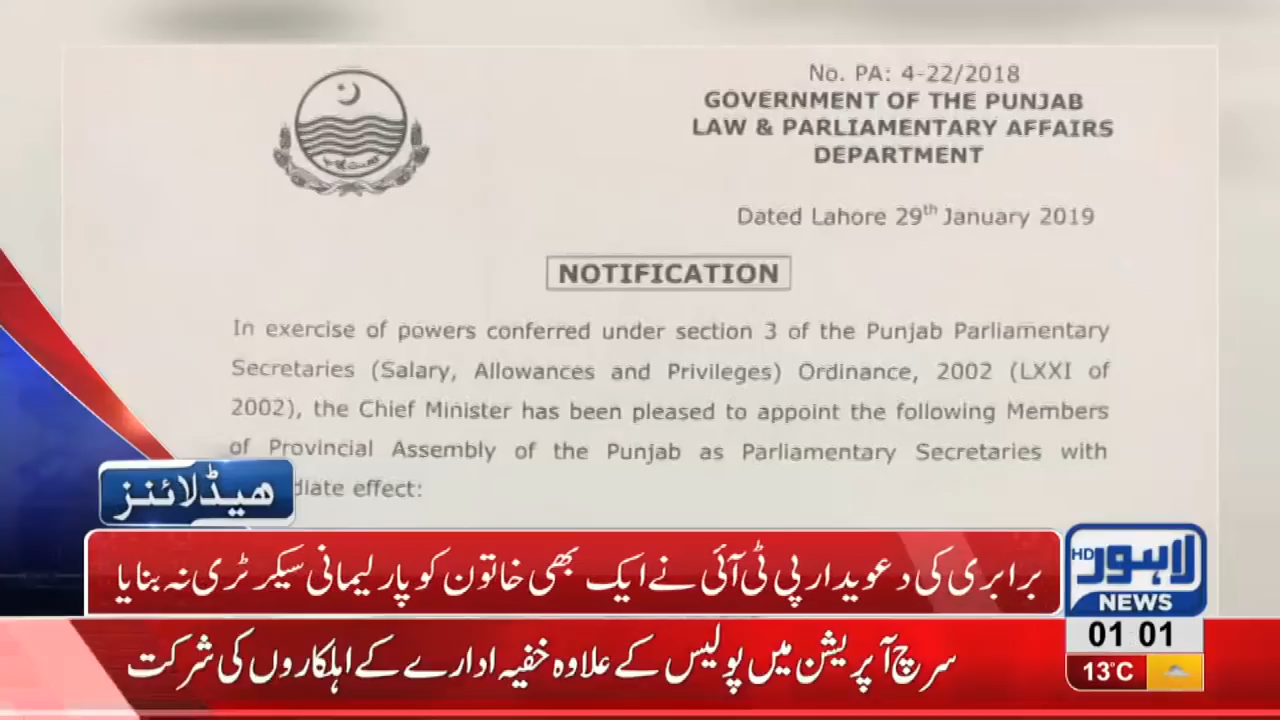 No. PA: 4-22/2018
GOVERNMENT OF THE PUNJAB
LAW & PARLIAMENTARY AFFAIRS
DEPARTMENT
Dated Lahore 29th January 2019
NOTIFICATION
In exercise of powers conferred under section 3 of the Punjab Parliamentary
Secretaries (Salary, Allowances and Privileges) Ordinance, 2002 (LXXI of
2002), the Chief Minister has been pleased to appoint the following Members
of Provincial Assembly of the Punjab as Parliamentary Secretaries with
diate effect:
ھیڈلائنز
برابری کی دعویدار پی ٹی آئی نے ایک بھی خاتون کو پارلیمانی سیکرٹری نہ بنایا
HD لاہور
NEWS
01 01
13°C
سرچ آپریشن میں پولیس کے علاوہ خفیہ ادارے کے اہلکاروں کی شرکت